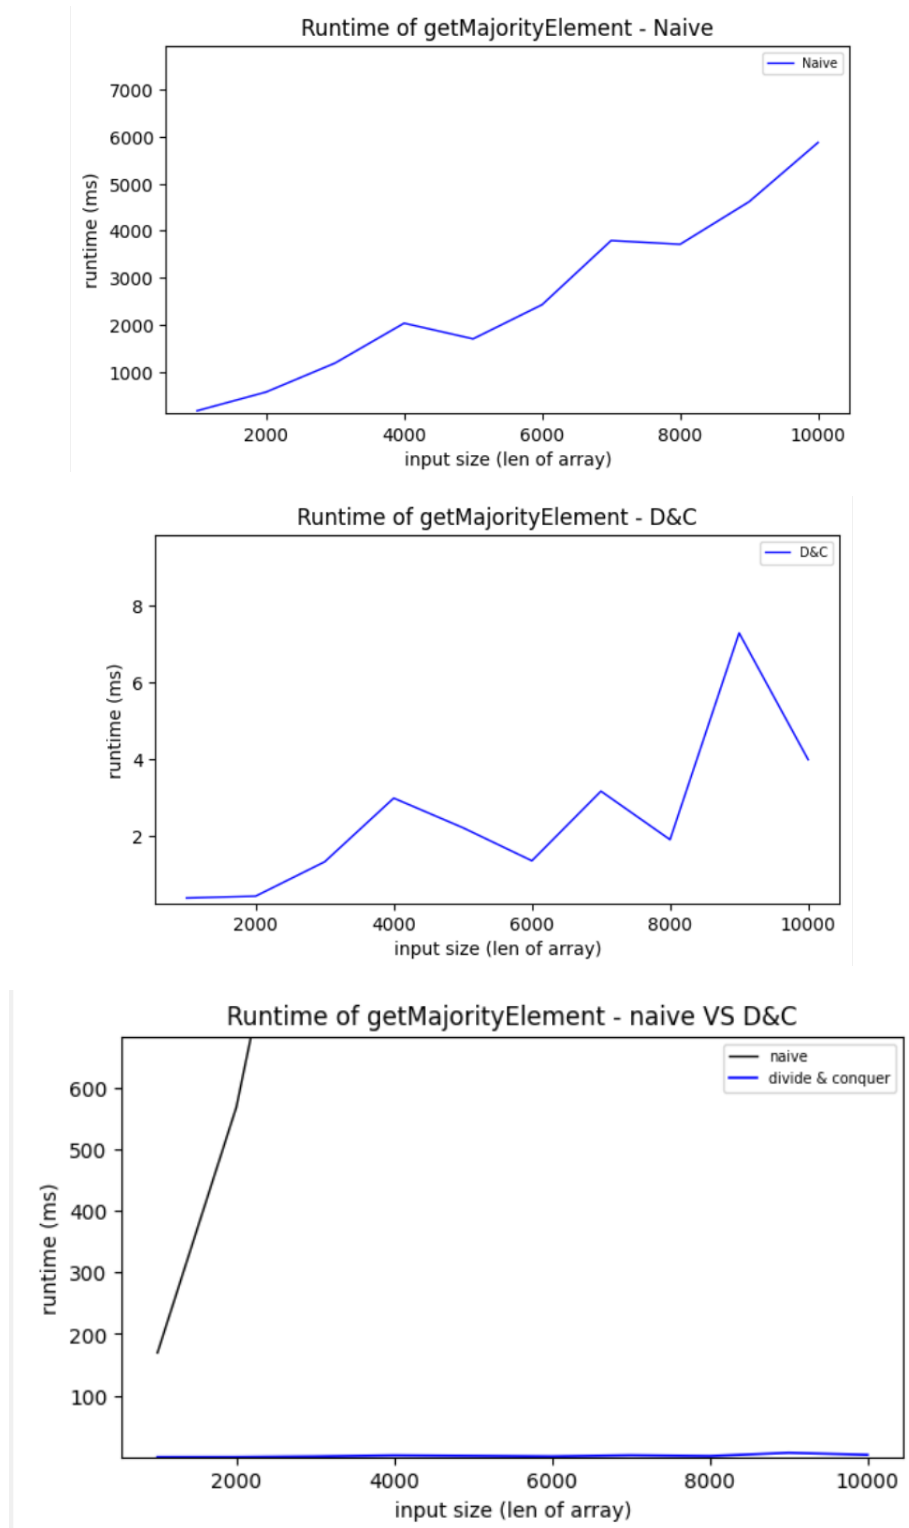 Runtime of getMajorityElement - Naive
Naive
7000
6000
5000
4000
3000
2000
1000
runtime (ms)
2000 4000 6000 8000 10000
input size (len of array)
Runtime of getMajorityElement - D&C
D&C
8
6
4
2
runtime (ms)
2000 4000 6000 8000 10000
input size (len of array)
Runtime of getMajorityElement - naive VS D&C
naive
divide & conquer
600
500
400
300
200
100
runtime (ms)
2000 4000 6000 8000 10000
input size (len of array)